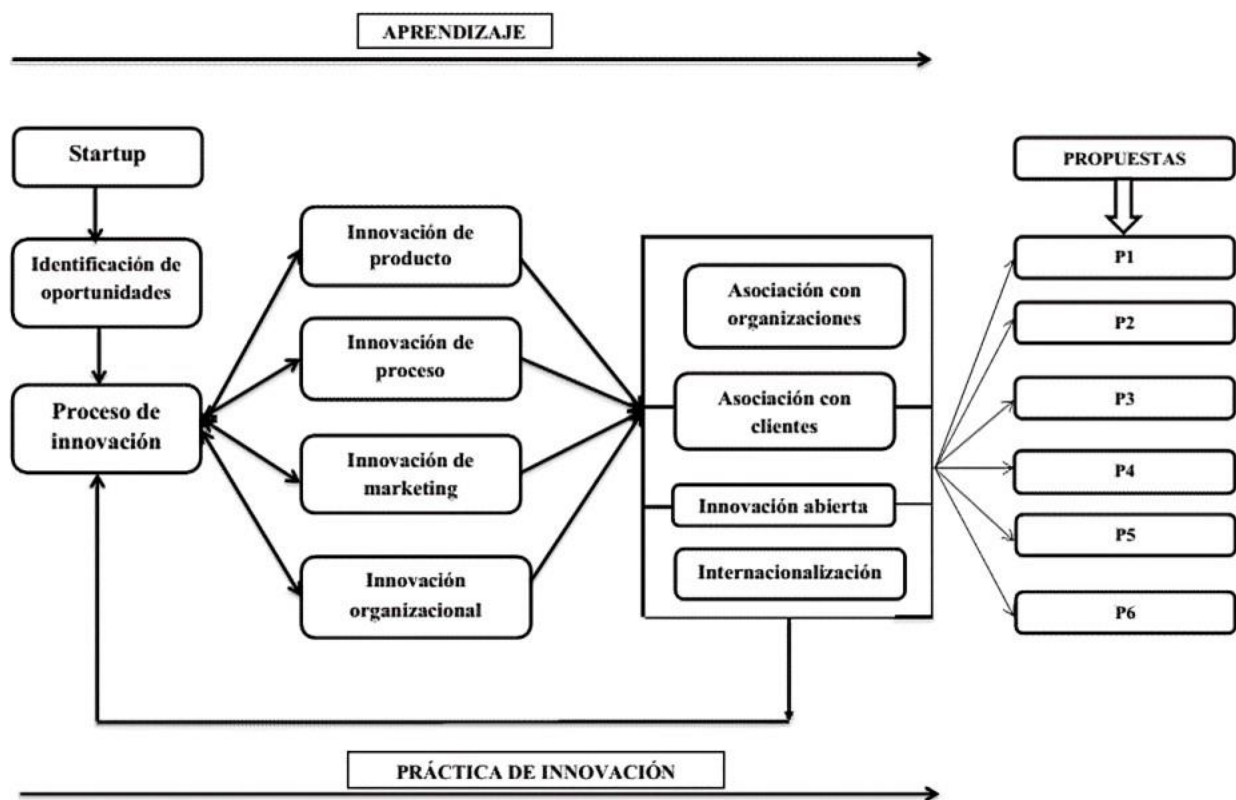 APRENDIZAJE
Startup
Identificación de
oportunidades
Proceso de
innovación
Innovación de
producto
Innovación de
proceso
Innovación de
marketing
Innovación
organizacional
Asociación con
organizaciones
Asociación con
clientes
Innovación abierta
Internacionalización
PROPUESTAS
P1
P2
P3
P4
P5
P6
PRÁCTICA DE INNOVACIÓN